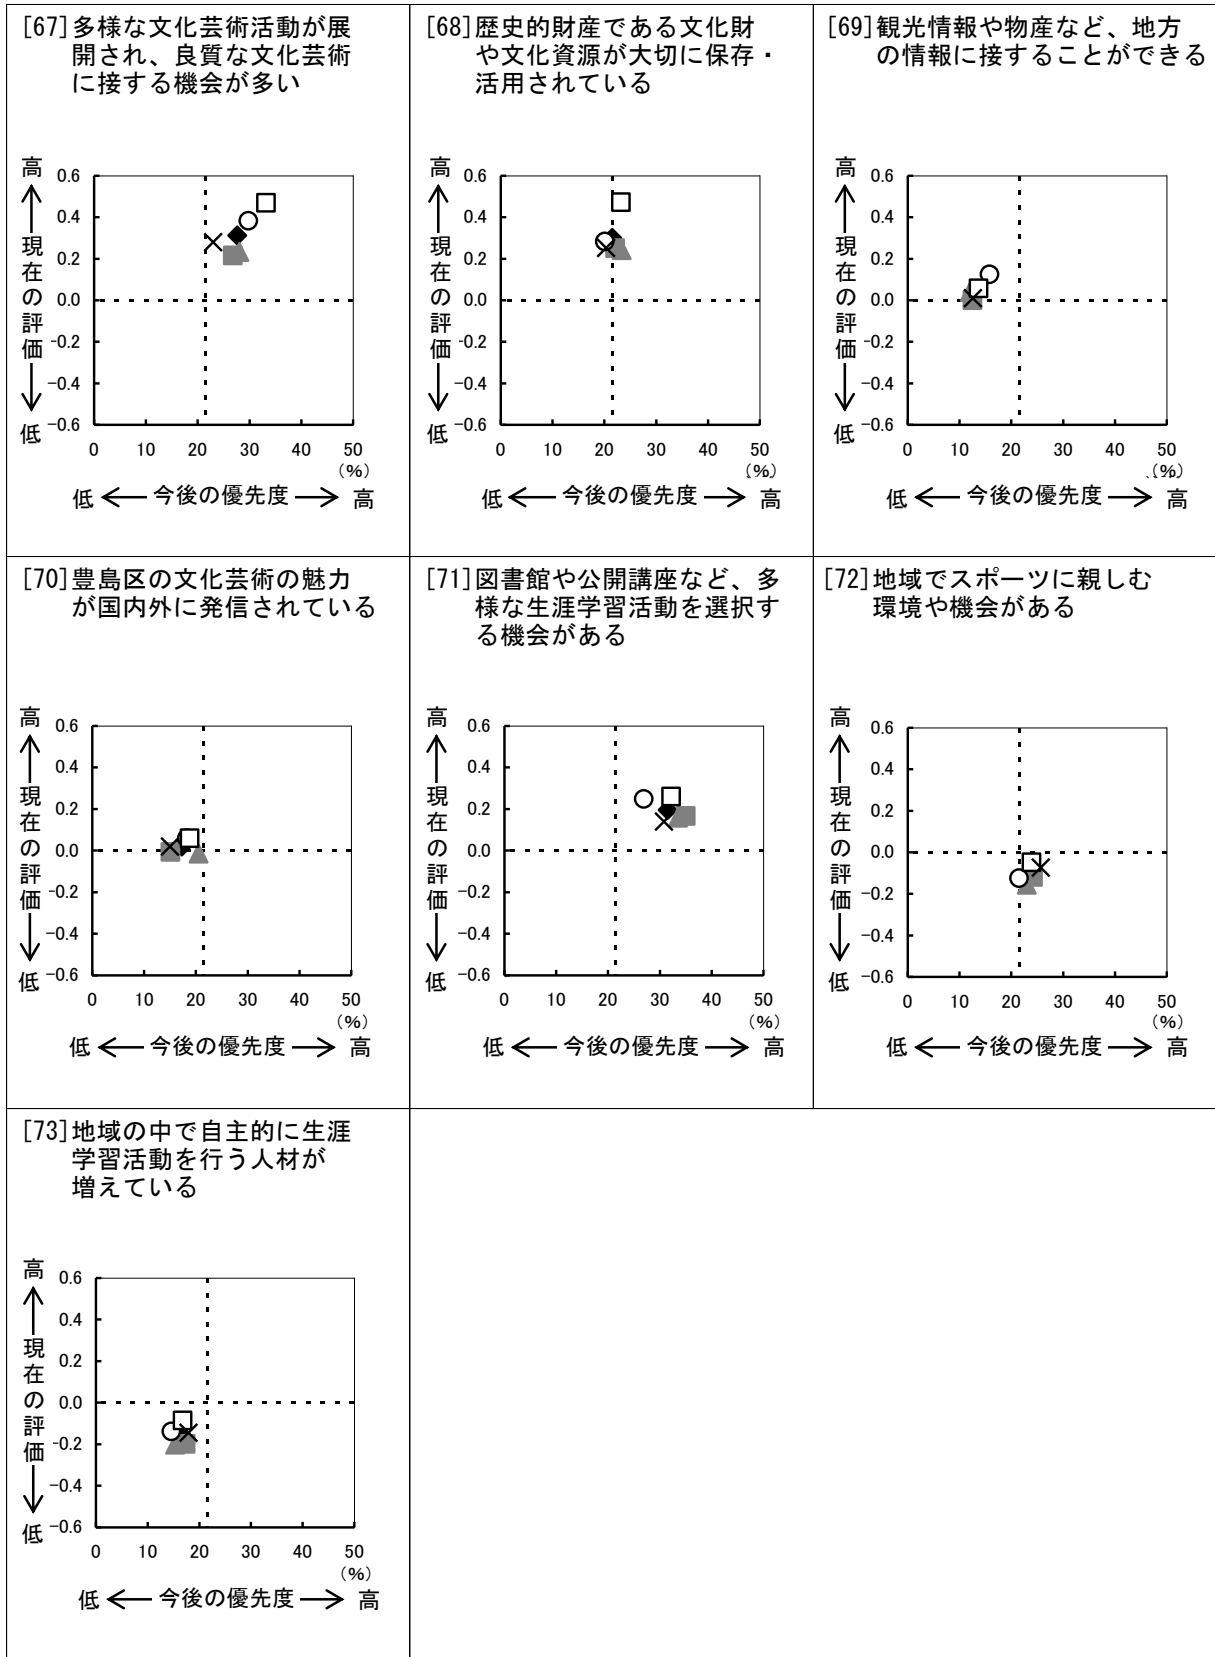 [67]多様な文化芸術活動が展
開され、良質な文化芸術
に接する機会が多い
高
現在の評価
低
0.6
0.4
0.2
0.0
−0.2
−0.4
−0.6
0 10 20 30 40 50
(%)
低 今後の優先度 高
[68]歴史的財産である文化財
や文化資源が大切に保存・
活用されている
高
現在の評価
低
0.6
0.4
0.2
0.0
−0.2
−0.4
−0.6
0 10 20 30 40 50
(%)
低 今後の優先度 高
[69]観光情報や物産など、地方
の情報に接することができる
高
現在の評価
低
0.6
0.4
0.2
0.0
−0.2
−0.4
−0.6
0 10 20 30 40 50
(%)
低 今後の優先度 高
[70]豊島区の文化芸術の魅力
が国内外に発信されている
高
現在の評価
低
0.6
0.4
0.2
0.0
−0.2
−0.4
−0.6
0 10 20 30 40 50
(%)
低 今後の優先度 高
[71]図書館や公開講座など、多
様な生涯学習活動を選択す
る機会がある
高
現在の評価
低
0.6
0.4
0.2
0.0
−0.2
−0.4
−0.6
0 10 20 30 40 50
(%)
低 今後の優先度 高
[72]地域でスポーツに親しむ
環境や機会がある
高
現在の評価
低
0.6
0.4
0.2
0.0
−0.2
−0.4
−0.6
0 10 20 30 40 50
(%)
低 今後の優先度 高
[73]地域の中で自主的に生涯
学習活動を行う人材が
増えている
高
現在の評価
低
0.6
0.4
0.2
0.0
−0.2
−0.4
−0.6
0 10 20 30 40 50
(%)
低 今後の優先度 高